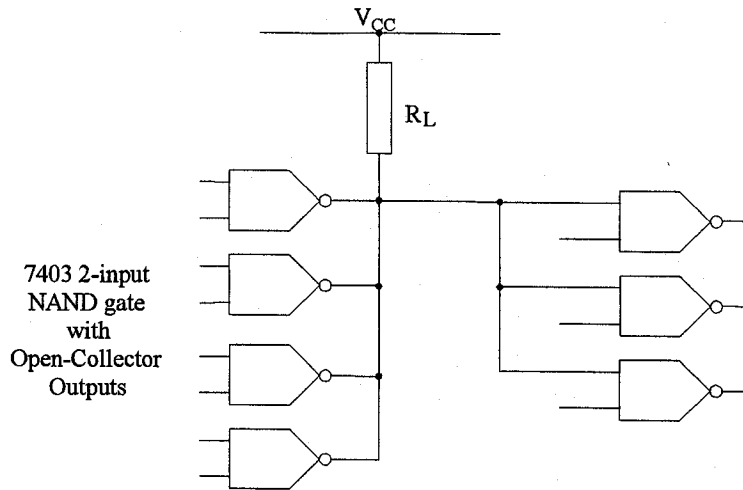 VCC
RL
7403 2-input
NAND gate
with
Open-Collector
Outputs